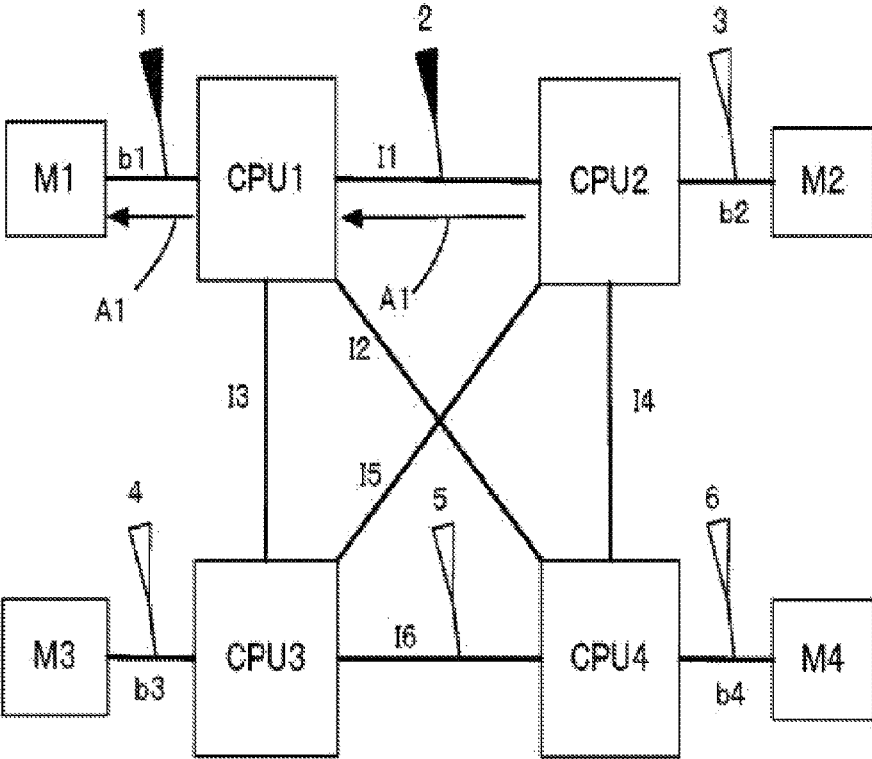 1 2 3
b1 I1
M1 CPU1 CPU2 M2
b2
A1 A1
I2
I3 I4
I5
4 5 6
M3 CPU3 I6 CPU4 M4
b3 b4